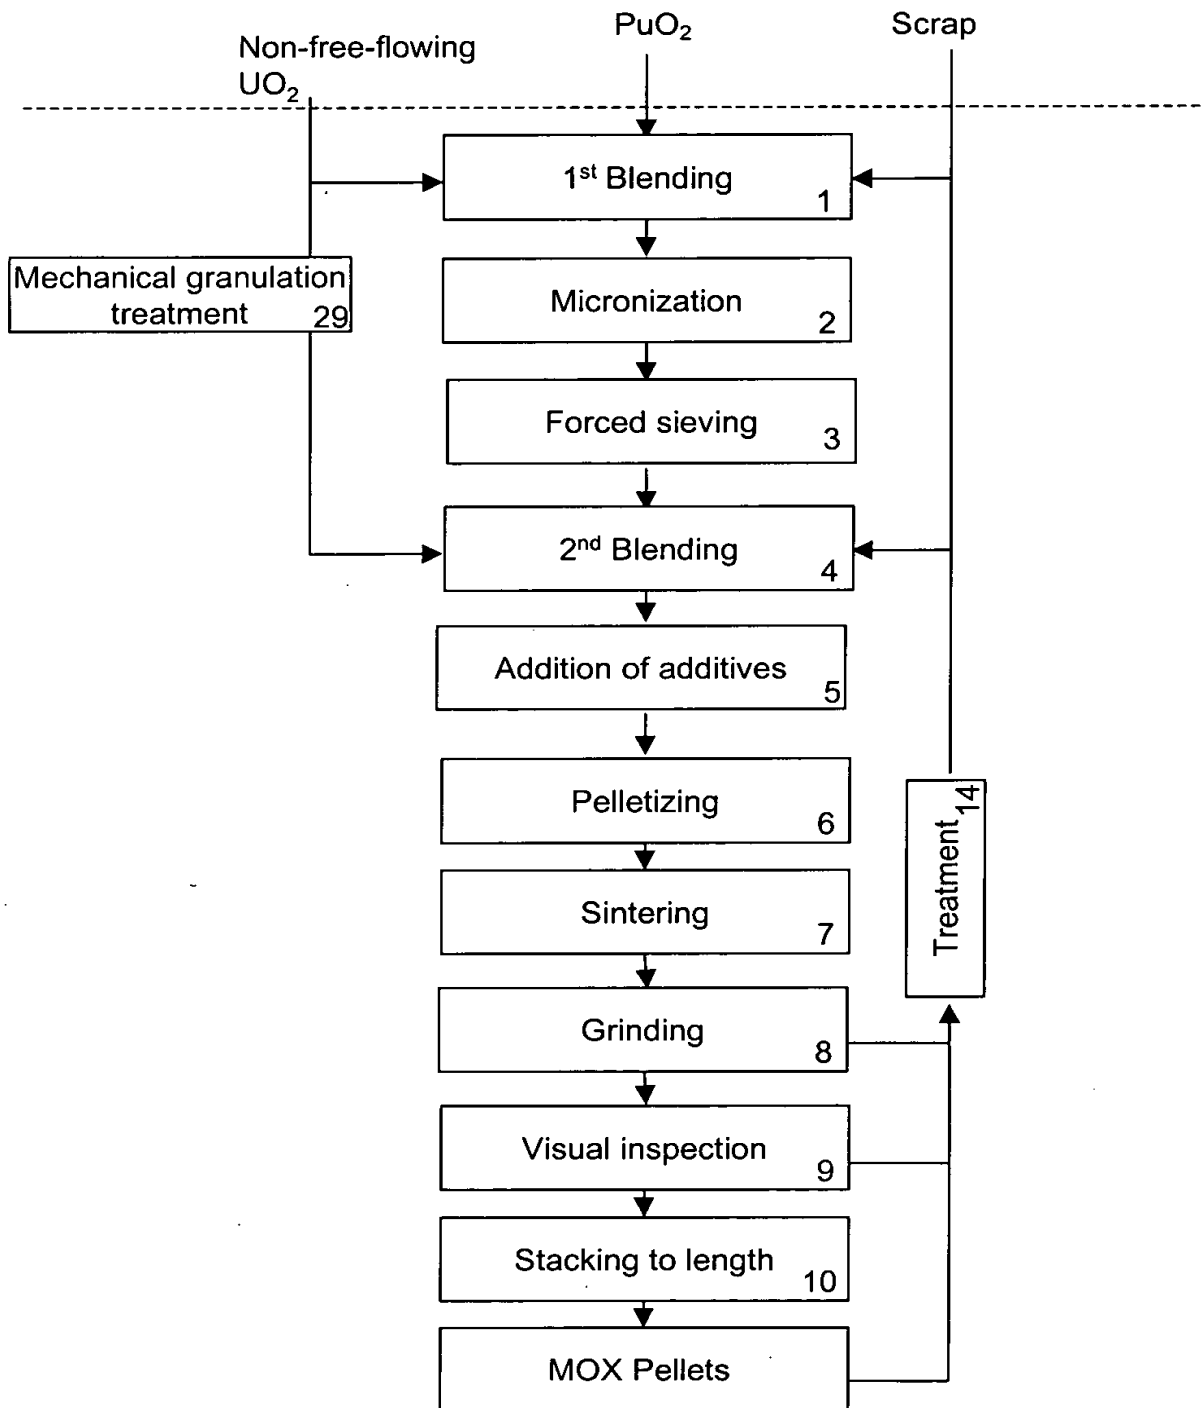 Non-free-flowing
UO₂
PuO₂
Scrap
1st Blending
1
Mechanical granulation
treatment
29
Micronization
2
Forced sieving
3
2nd Blending
4
Addition of additives
5
Pelletizing
6
Treatment
14
Sintering
7
Grinding
8
Visual inspection
9
Stacking to length
10
MOX Pellets